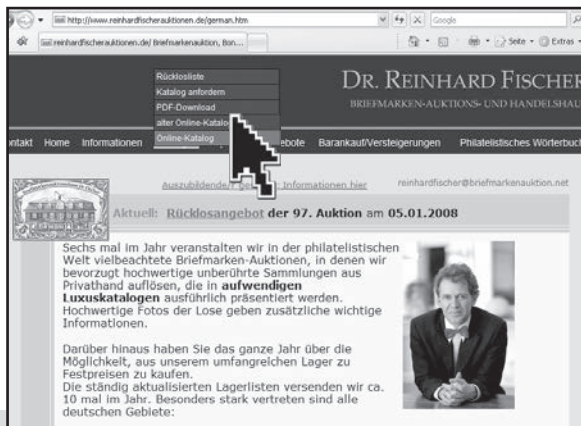 http://www.reinhardfischerauktionen.de/german.htm
Google
reinhardfischerauktionen.de/ Briefmarkenauktion, Bon...
Seite
Extras
Rücklosliste
Katalog anfordern
PDF-Download
alter Online-Katalog
Online-Katalog
DR. REINHARD FISCHER
BRIEFMARKEN-AUKTIONS- UND HANDELSHAU
ontakt Home Informationen ebote Barankauf/Versteigerungen Philatelistisches Wörterbuc
Auszubildende/r Informationen hier reinhardfischer@briefmarkenauktion.net
Aktuell: Rücklosangebot der 97. Auktion am 05.01.2008
Sechs mal im Jahr veranstalten wir in der philatelistischen
Welt vielbeachtete Briefmarken-Auktionen, in denen wir
bevorzugt hochwertige unberührte Sammlungen aus
Privathand auflösen, die in aufwendigen
Luxuskatalogen ausführlich präsentiert werden.
Hochwertige Fotos der Lose geben zusätzliche wichtige
Informationen.
Darüber hinaus haben Sie das ganze Jahr über die
Möglichkeit, aus unserem umfangreichen Lager zu
Festpreisen zu kaufen.
Die ständig aktualisierten Lagerlisten versenden wir ca.
10 mal im Jahr. Besonders stark vertreten sind alle
deutschen Gebiete: